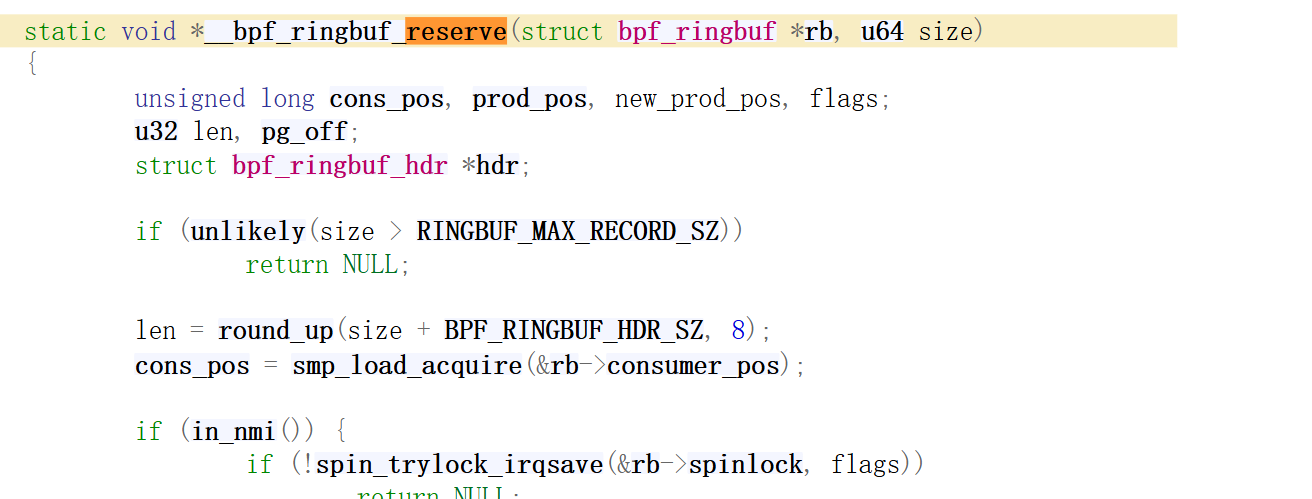 static void *__bpf_ringbuf_reserve(struct bpf_ringbuf *rb, u64 size)
{
unsigned long cons_pos, prod_pos, new_prod_pos, flags;
u32 len, pg_off;
struct bpf_ringbuf_hdr *hdr;
if (unlikely(size > RINGBUF_MAX_RECORD_SZ))
return NULL;
len = round_up(size + BPF_RINGBUF_HDR_SZ, 8);
cons_pos = smp_load_acquire(&rb->consumer_pos);
if (in_nmi()) {
if (!spin_trylock_irqsave(&rb->spinlock, flags))
return NULL;